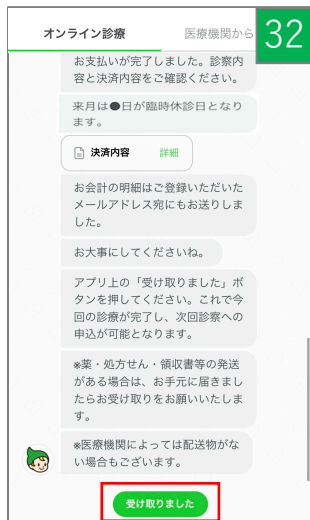 オンライン診療
医療機関から
32
お支払いが完了しました。診察内
容と決済内容をご確認ください。
来月は●日が臨時休診日となり
ます。
決済内容 詳細
お会計の明細はご登録いただいた
メールアドレス宛にもお送りしま
した。
お大事にしてくださいね。
アプリ上の「受け取りました」ボ
タンを押してください。これで今
回の診療が完了し、次回診察への
申込が可能となります。
※薬・処方せん・領収書等の発送
がある場合は、お手元に届きまし
たらお受け取りをお願いいたしま
す。
※医療機関によっては配送物がな
い場合もございます。
受け取りました